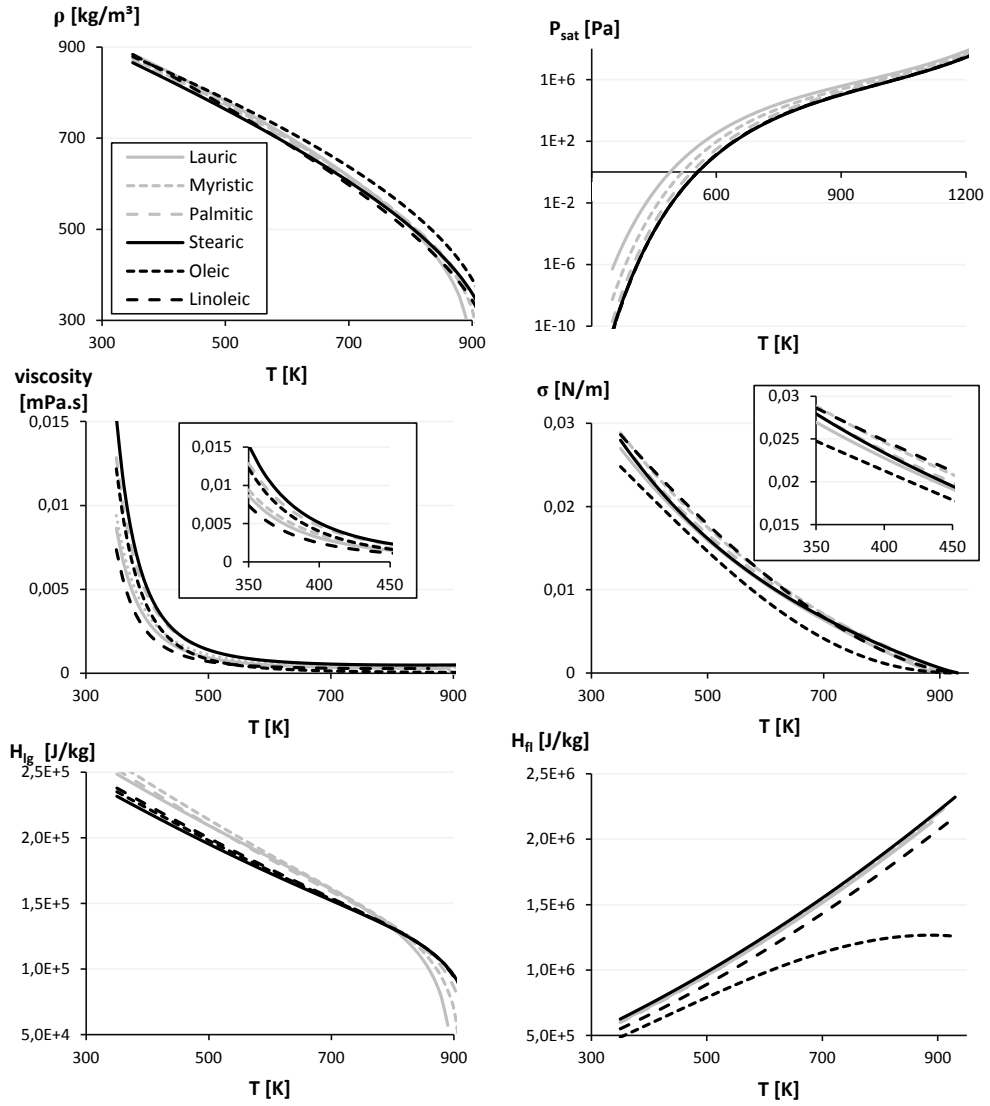 ρ [kg/m³]
900
700
500
300
300
500
700
900
T [K]
Lauric
Myristic
Palmitic
Stearic
Oleic
Linoleic
Psat [Pa]
1E+6
1E+2
1E-2
1E-6
1E-10
600
900
1200
T [K]
viscosity
[mPa.s]
0,015
0,01
0,005
0
300
500
700
900
T [K]
0,015
0,01
0,005
0
350
400
450
σ [N/m]
0,03
0,02
0,01
0
300
500
700
900
T [K]
0,03
0,025
0,02
0,015
350
400
450
Hlg [J/kg]
2,5E+5
2,0E+5
1,5E+5
1,0E+5
5,0E+4
300
500
700
900
T [K]
Hfl [J/kg]
2,5E+6
2,0E+6
1,5E+6
1,0E+6
5,0E+5
300
500
700
900
T [K]